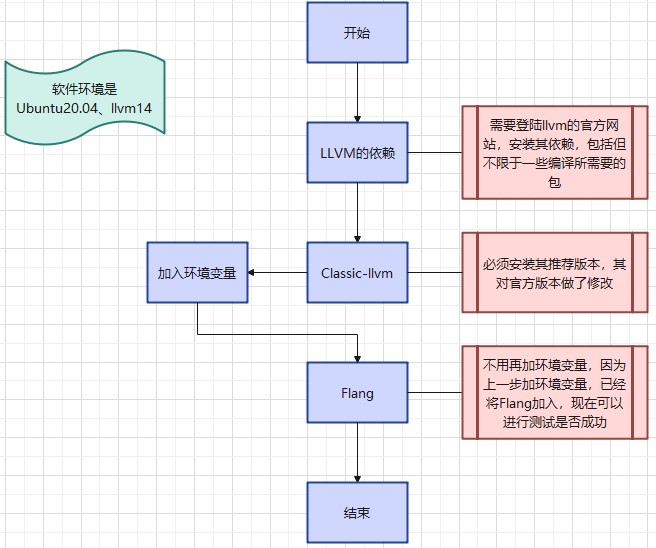 开始
软件环境是
Ubuntu20.04、llvm14
LLVM的依赖
需要登陆llvm的官方网
站，安装其依赖，包括但
不限于一些编译所需要的
包
加入环境变量
Classic-llvm
必须安装其推荐版本，其
对官方版本做了修改
Flang
不用再加环境变量，因为
上一步加环境变量，已经
将Flang加入，现在可以
进行测试是否成功
结束